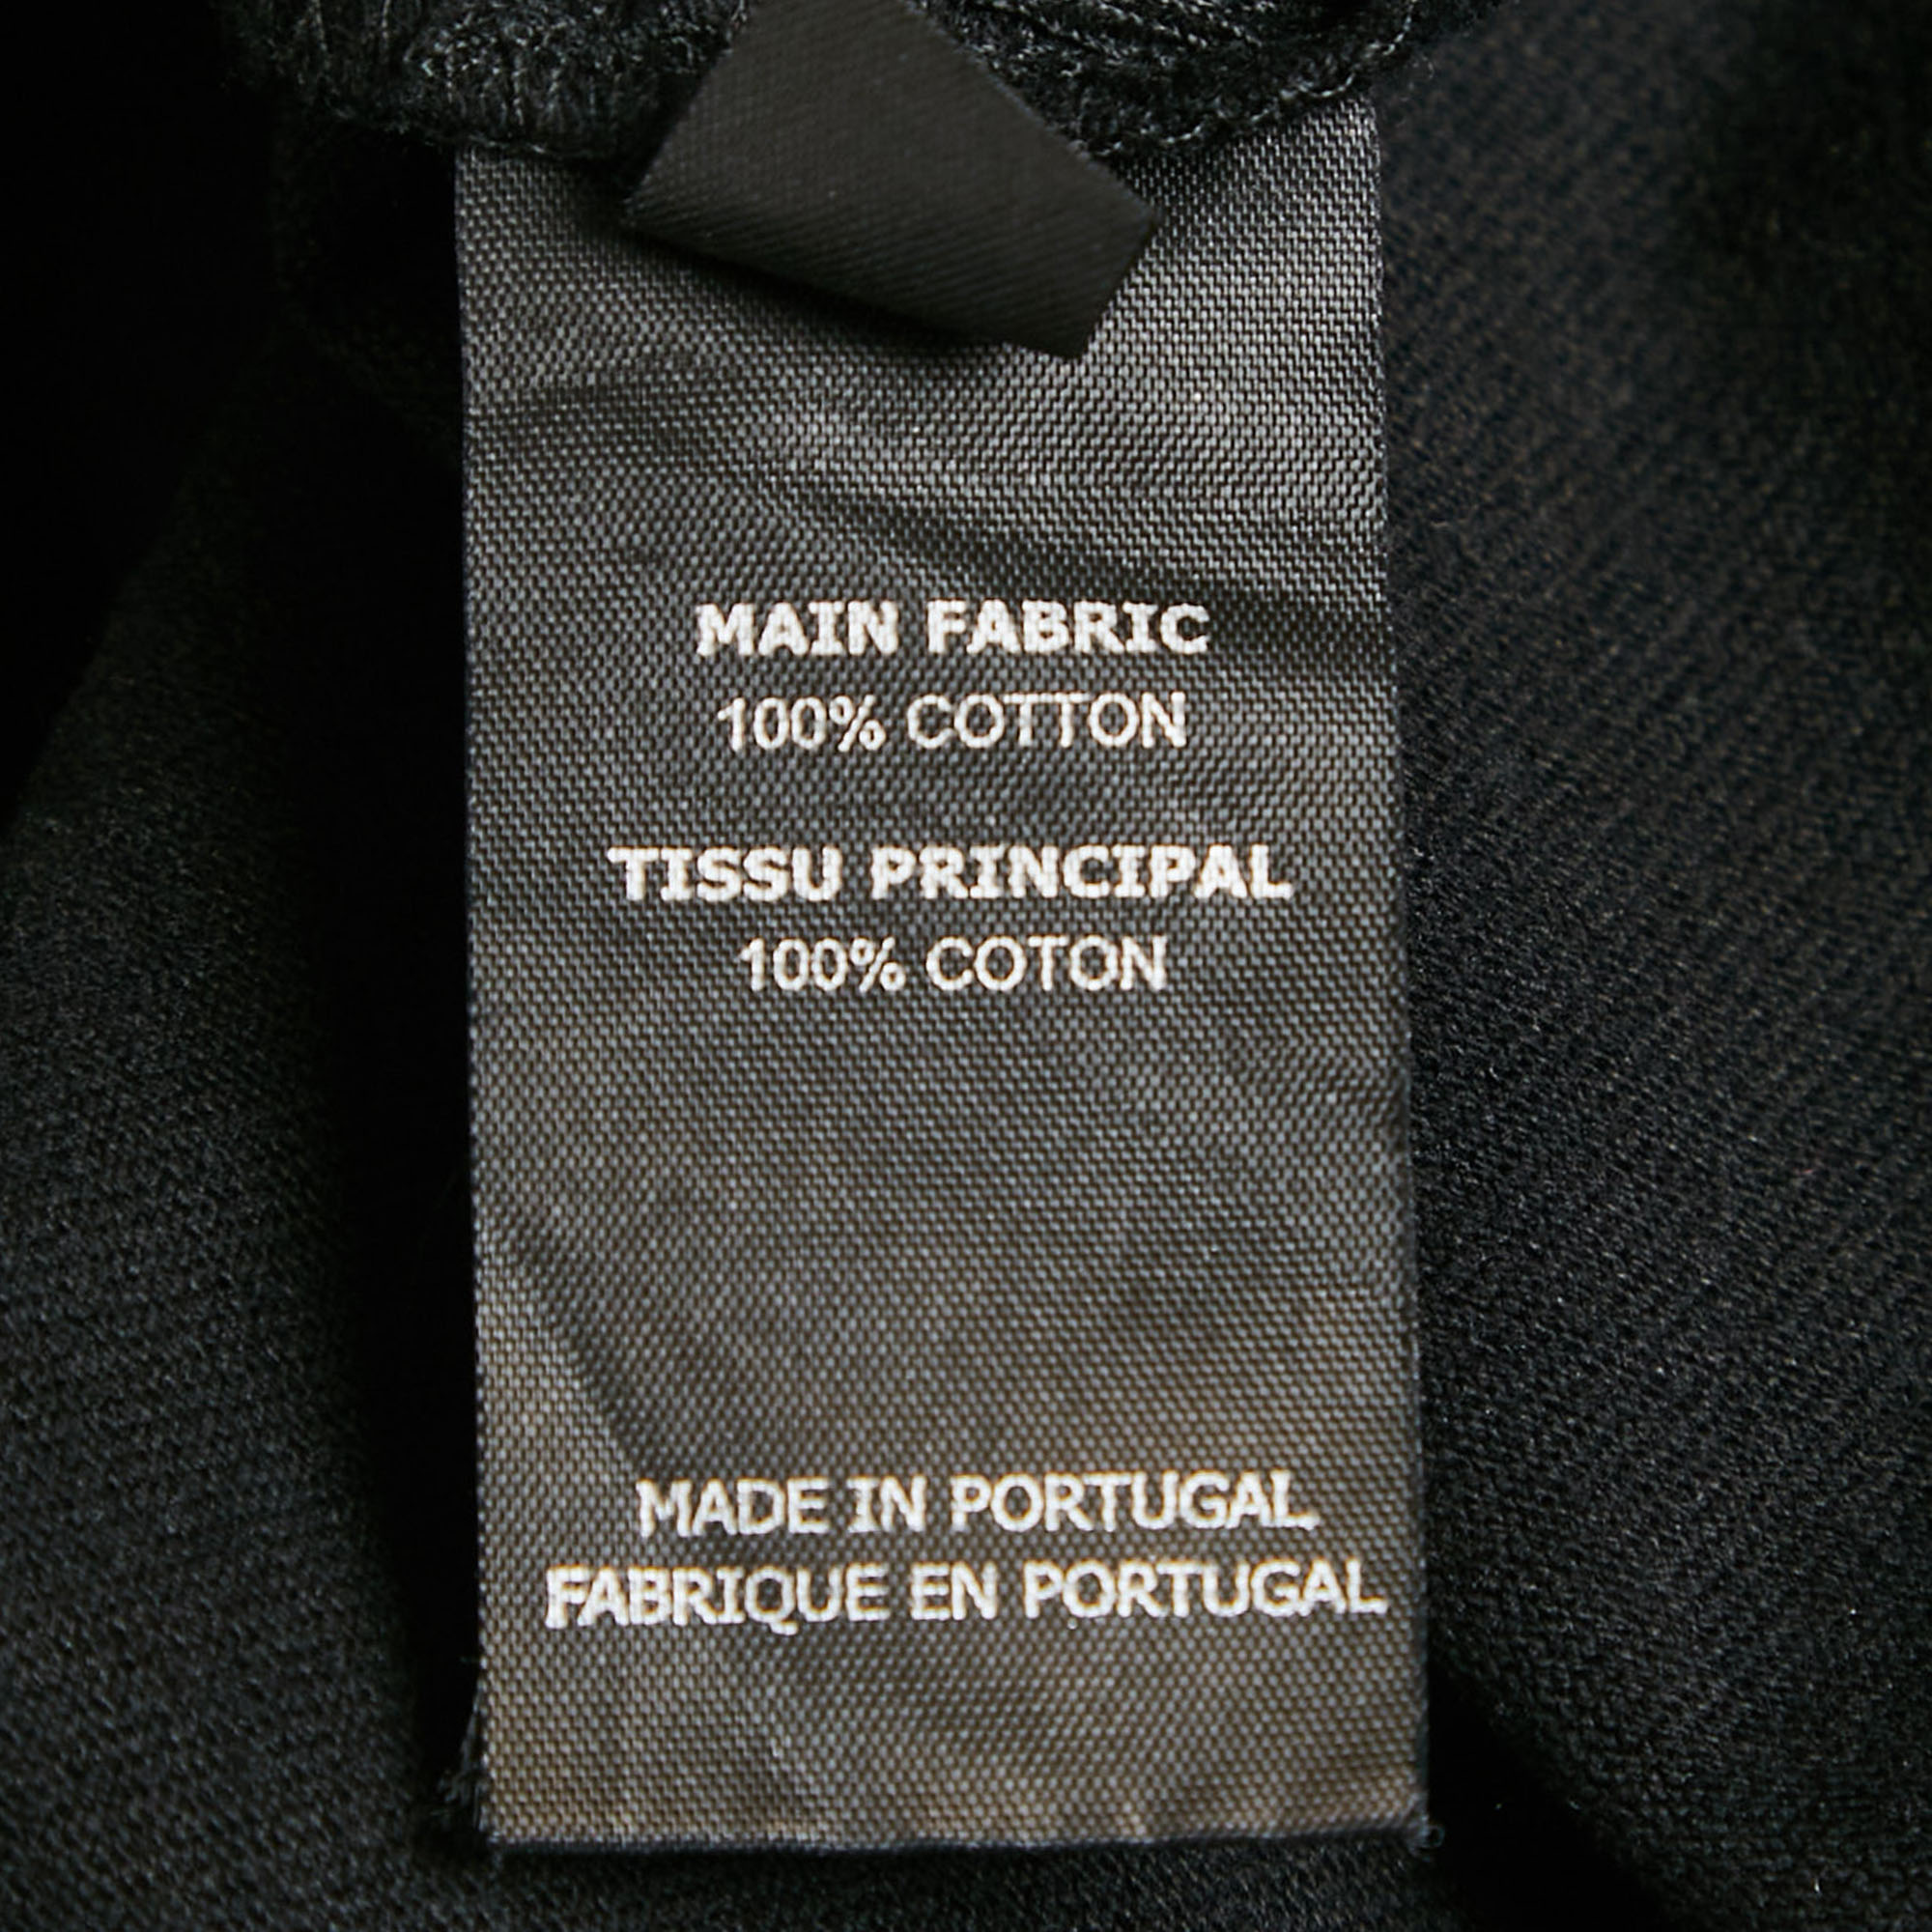 MAIN FABRIC
100% COTTON
TISSU PRINCIPAL
100% COTON
MADE IN PORTUGAL
FABRIQUE EN PORTUGAL